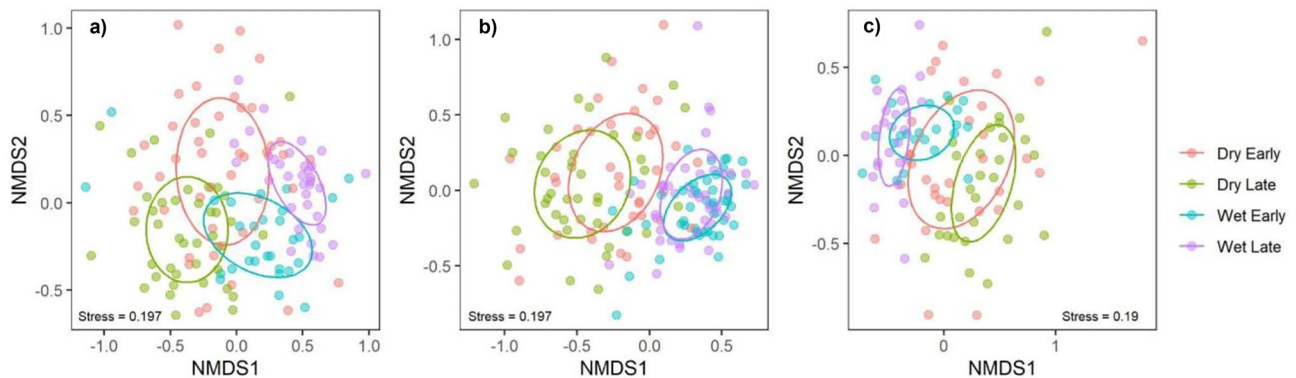 a)
1.0
0.5
0.0
-0.5
NMDS2
Stress = 0.197
-1.0 -0.5 0.0 0.5 1.0
NMDS1
b)
1.0
0.5
0.0
-0.5
NMDS2
Stress = 0.197
-1.0 -0.5 0.0 0.5
NMDS1
c)
0.5
0.0
-0.5
NMDS2
Stress = 0.19
0 1
NMDS1
Dry Early
Dry Late
Wet Early
Wet Late